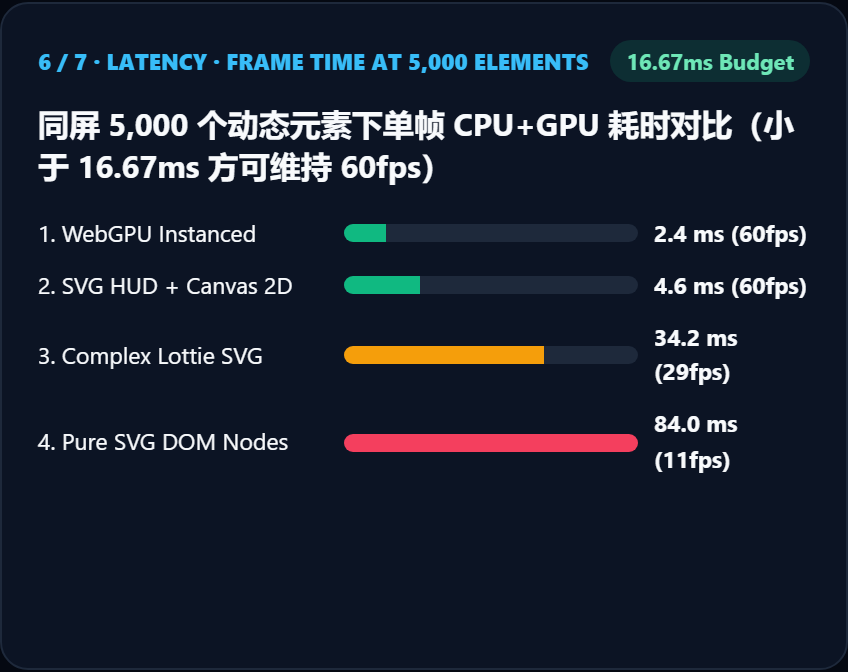 6 / 7 · LATENCY · FRAME TIME AT 5,000 ELEMENTS
16.67ms Budget
同屏 5,000 个动态元素下单帧 CPU+GPU 耗时对比（小
于 16.67ms 方可维持 60fps）
1. WebGPU Instanced
2.4 ms (60fps)
2. SVG HUD + Canvas 2D
4.6 ms (60fps)
3. Complex Lottie SVG
34.2 ms
(29fps)
4. Pure SVG DOM Nodes
84.0 ms
(11fps)